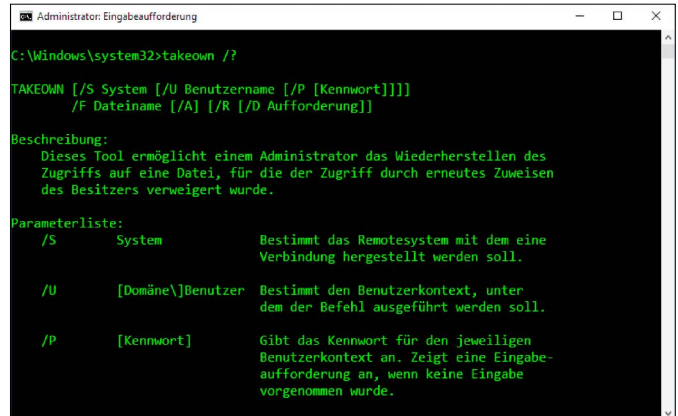 Administrator: Eingabeaufforderung
C:\Windows\system32>takeown /?
TAKEOWN [/S System [/U Benutzername [/P [Kennwort]]]]
/F Dateiname [/A] [/R [/D Aufforderung]]
Beschreibung:
Dieses Tool ermöglicht einem Administrator das Wiederherstellen des
Zugriffs auf eine Datei, für die der Zugriff durch erneutes Zuweisen
des Besitzers verweigert wurde.
Parameterliste:
/S System Bestimmt das Remotesystem mit dem eine
Verbindung hergestellt werden soll.
/U [Domäne\]Benutzer Bestimmt den Benutzerkontext, unter
dem der Befehl ausgeführt werden soll.
/P [Kennwort] Gibt das Kennwort für den jeweiligen
Benutzerkontext an. Zeigt eine Eingabe-
aufforderung an, wenn keine Eingabe
vorgenommen wurde.